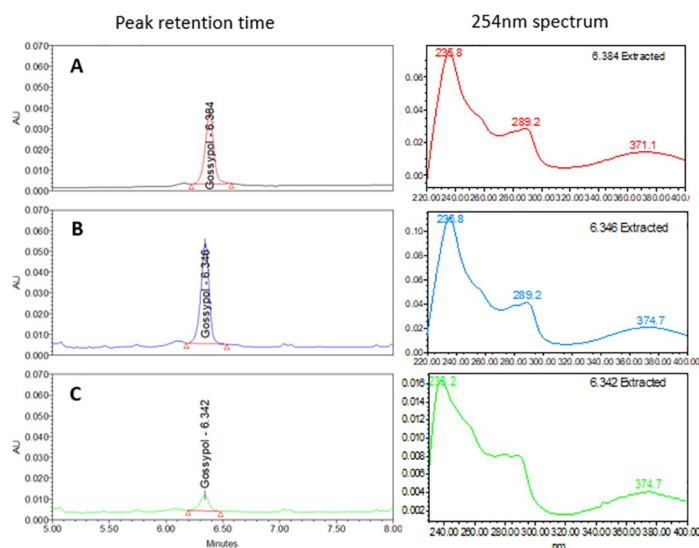 Peak retention time
254nm spectrum
0.070
0.060
0.050
0.040
0.030
0.020
0.010
0.000
AU
A
Gossypol - 6.384
235.8
6.384 Extracted
289.2
371.1
0.06
0.04
0.02
0.00
220.00 240.00 260.00 280.00 300.00 320.00 340.00 360.00 380.00 400.0
0.070
0.060
0.050
0.040
0.030
0.020
0.010
0.000
AU
B
Gossypol - 6.346
235.8
6.346 Extracted
289.2
374.7
0.10
0.08
0.06
0.04
0.02
0.00
220.00 240.00 260.00 280.00 300.00 320.00 340.00 360.00 380.00 400.0
0.070
0.060
0.050
0.040
0.030
0.020
0.010
0.000
AU
C
Gossypol - 6.342
5.00 5.50 6.00 6.50 7.00 7.50 8.00
Minutes
6.342 Extracted
374.7
0.016
0.014
0.012
0.010
0.008
0.006
0.004
0.002
240.00 260.00 280.00 300.00 320.00 340.00 360.00 380.00 400.0
nm